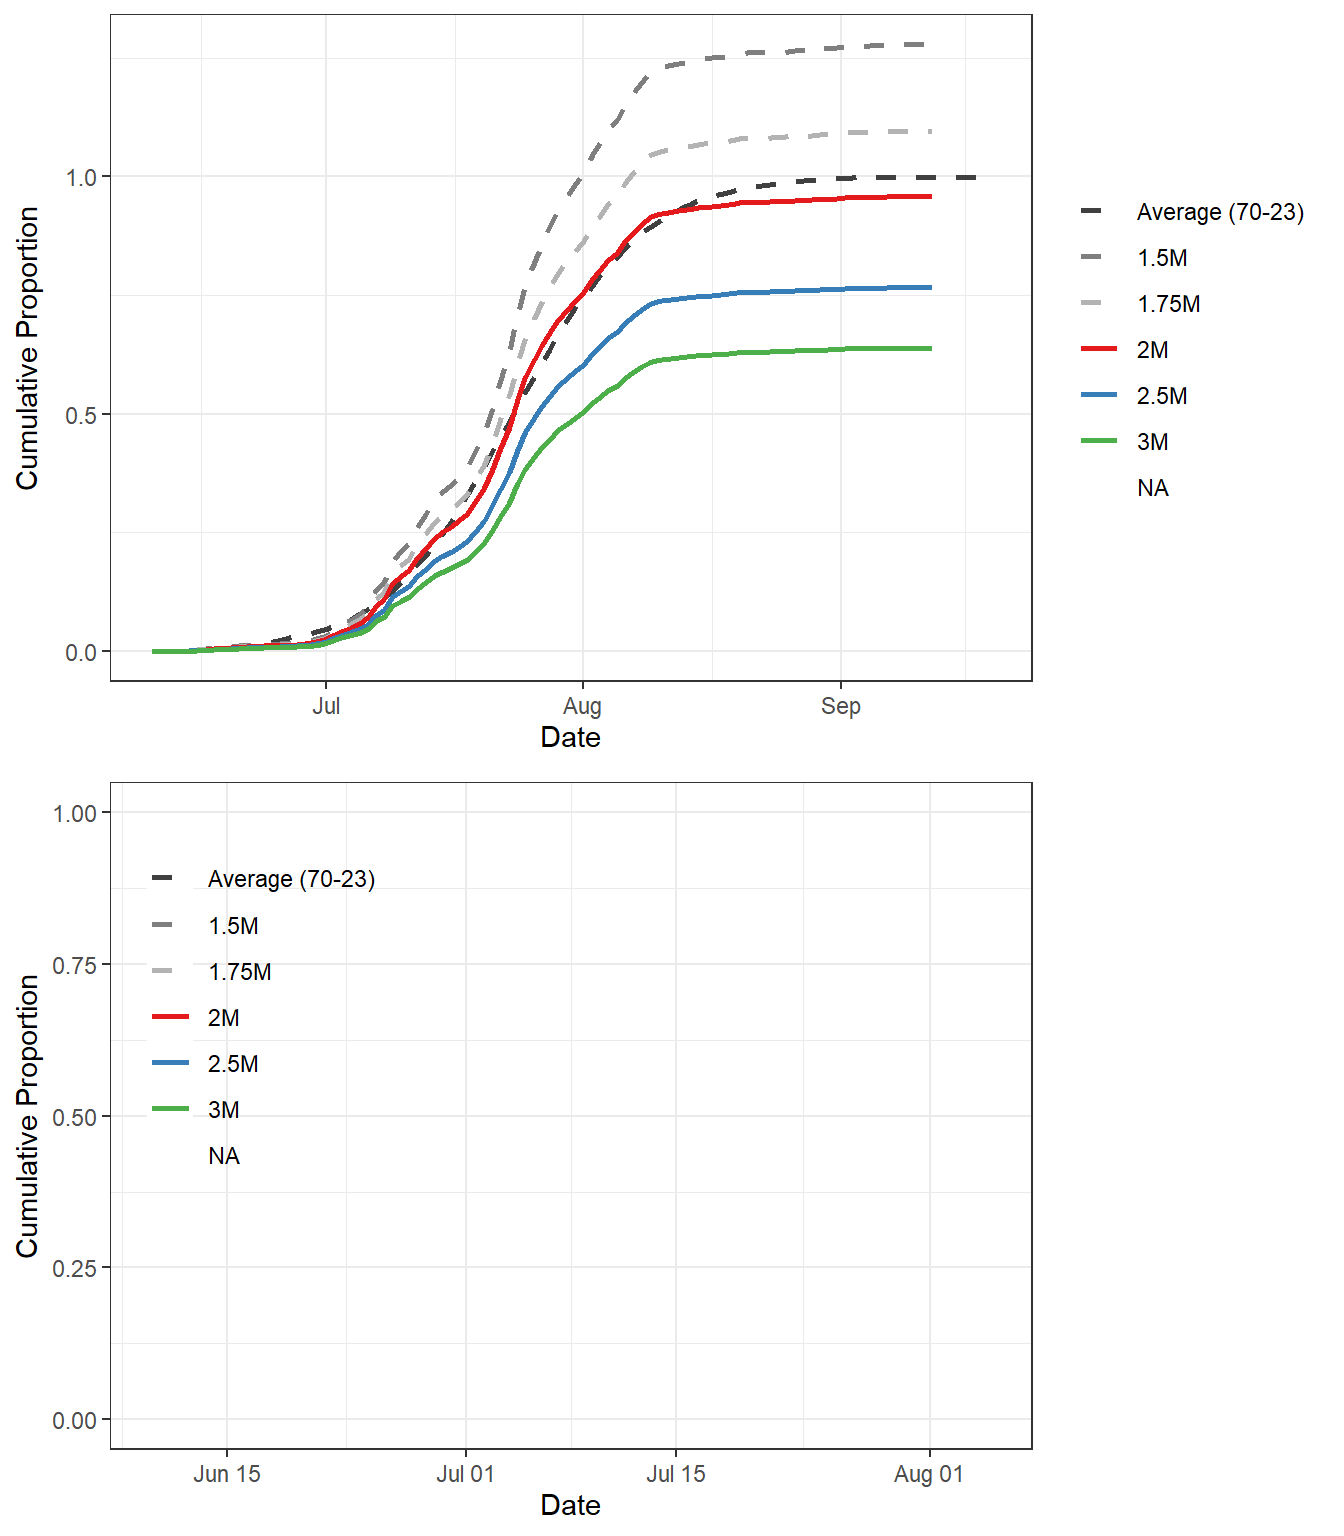 1.0
0.5
0.0
Cumulative Proportion
Jul
Aug
Sep
Date
Average (70-23)
1.5M
1.75M
2M
2.5M
3M
NA
1.00
0.75
0.50
0.25
0.00
Cumulative Proportion
Average (70-23)
1.5M
1.75M
2M
2.5M
3M
NA
Jun 15
Jul 01
Jul 15
Aug 01
Date